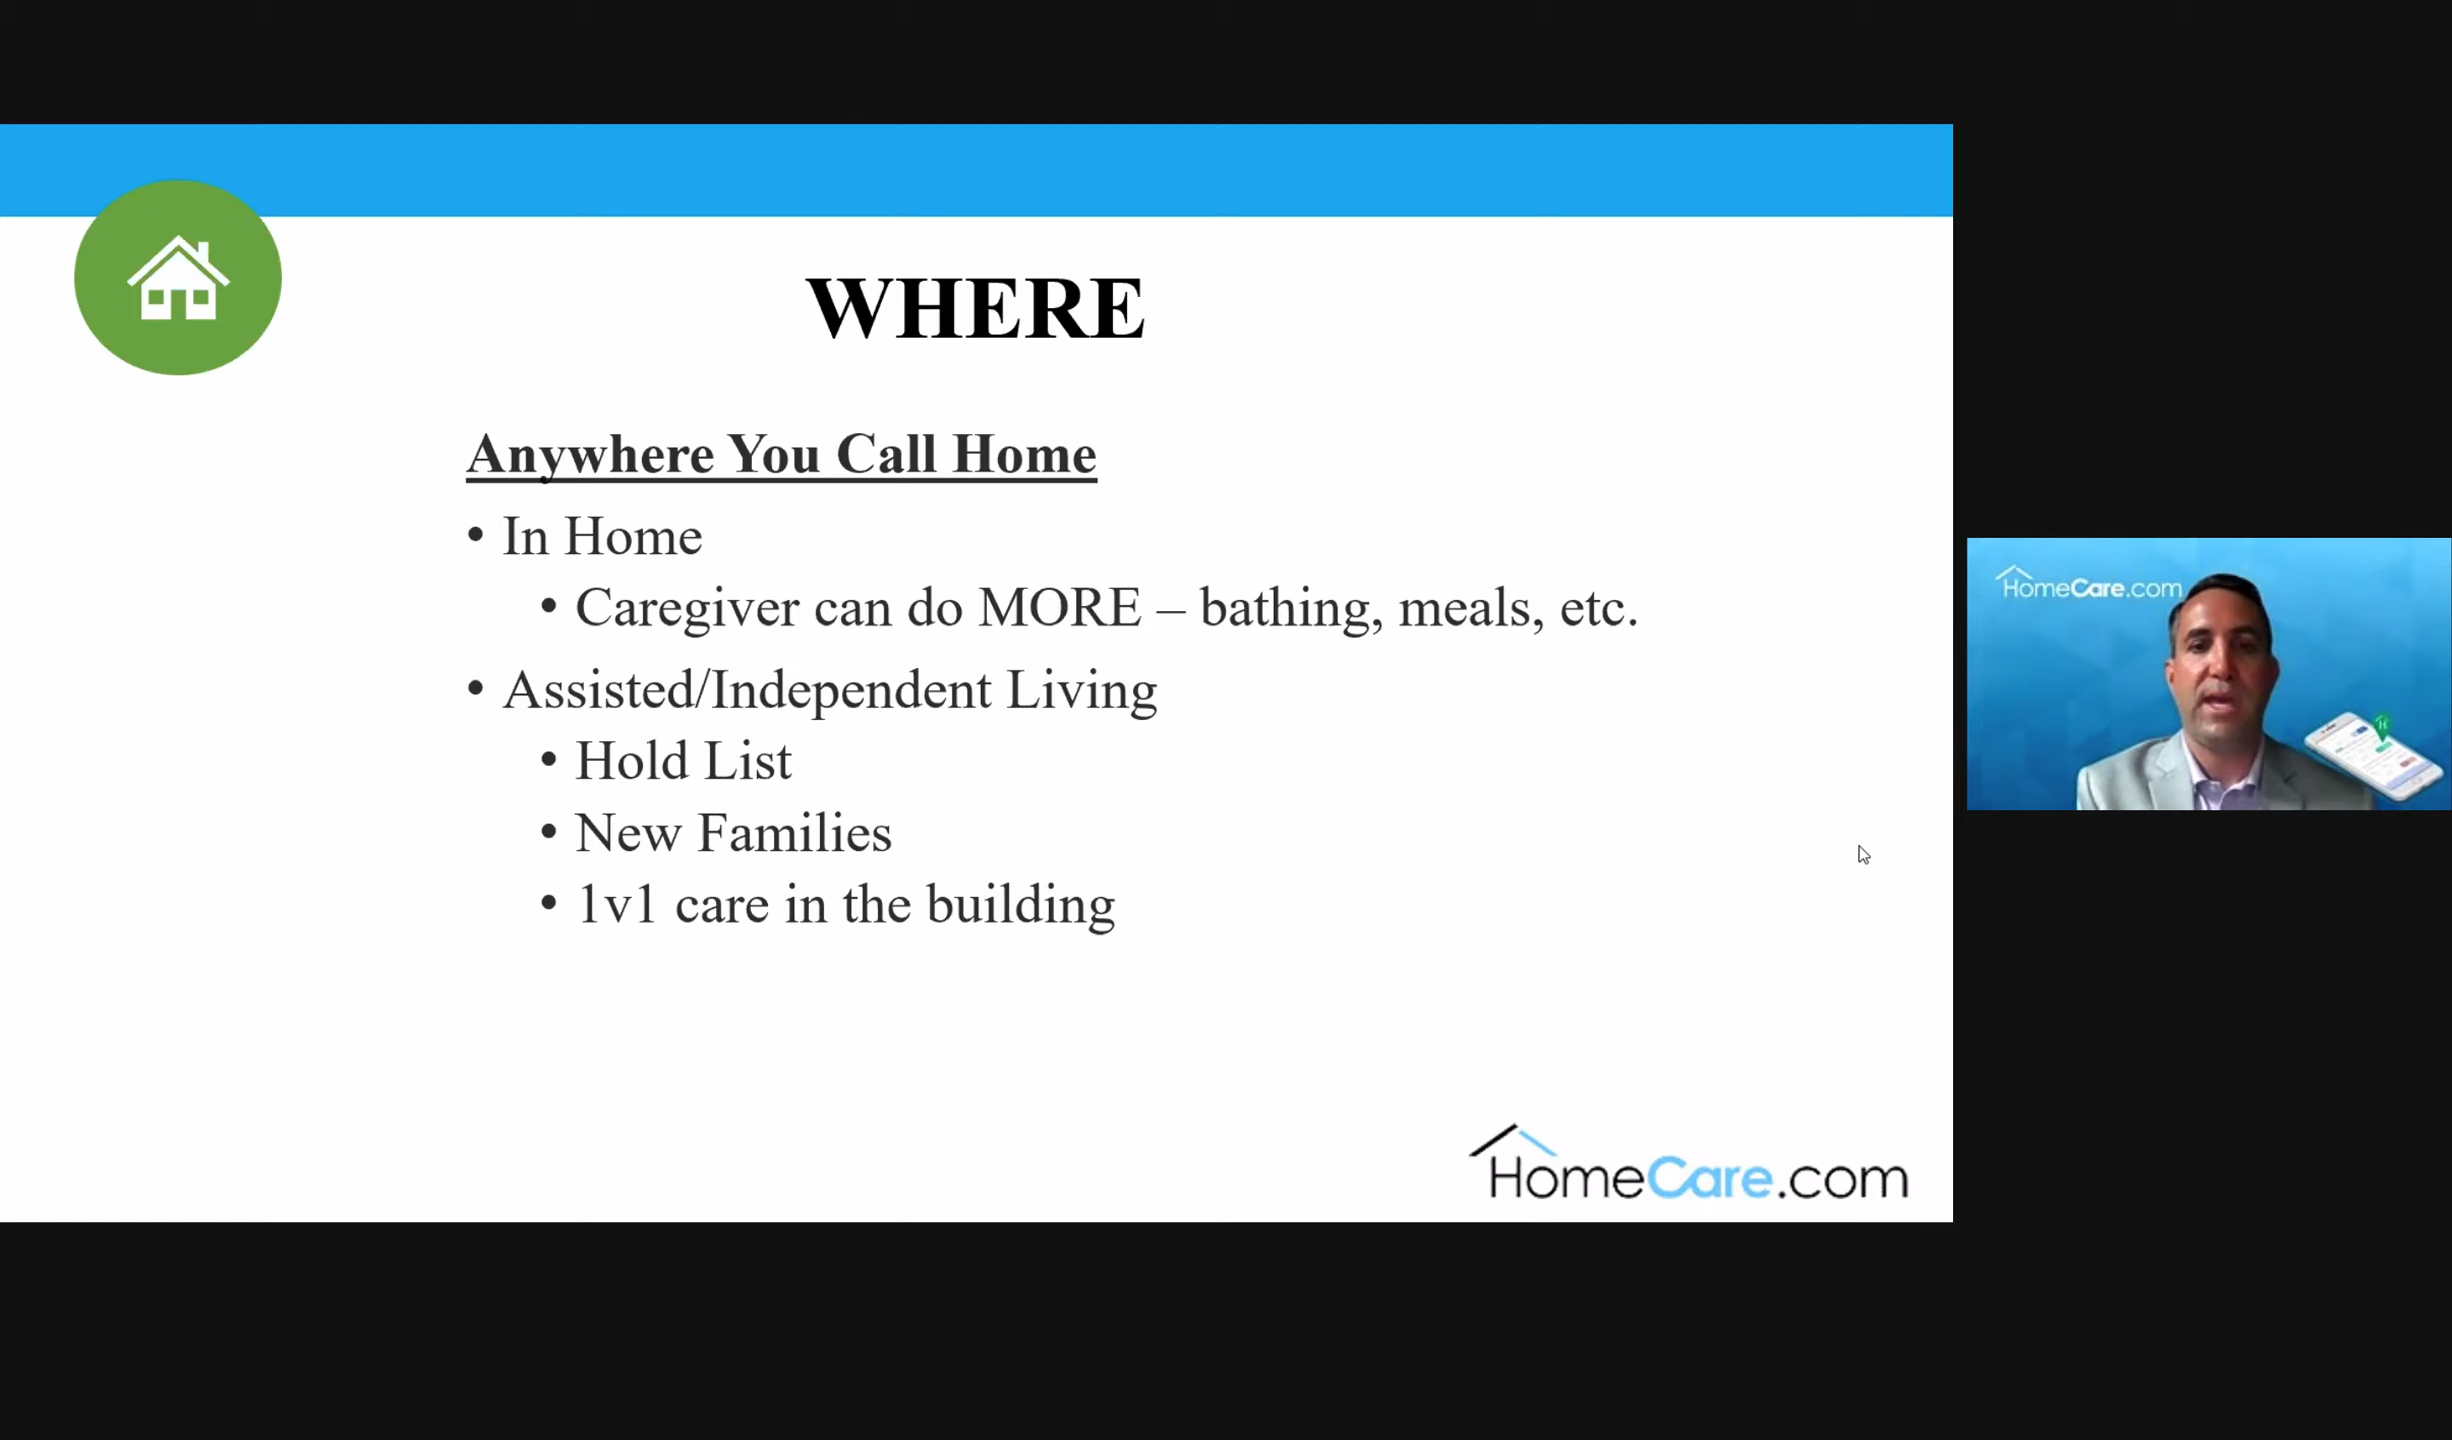 WHERE
Anywhere You Call Home
• In Home
• Caregiver can do MORE – bathing, meals, etc.
• Assisted/Independent Living
• Hold List
• New Families
• 1v1 care in the building
HomeCare.com
HomeCare.com